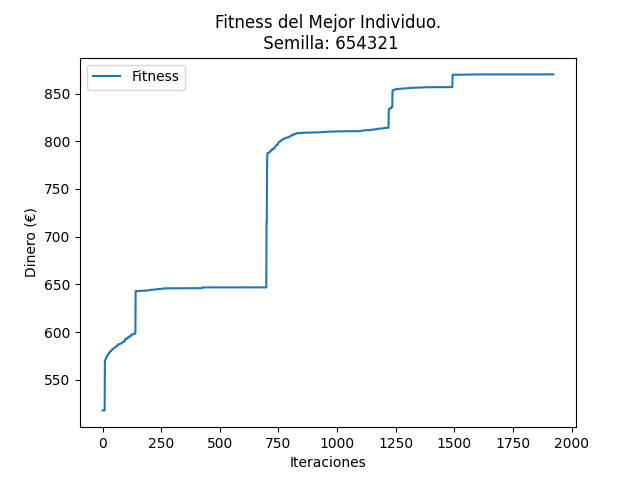 Fitness del Mejor Individuo.
Semilla: 654321
Fitness
850
800
750
700
650
600
550
Dinero (€)
0 250 500 750 1000 1250 1500 1750 2000
Iteraciones